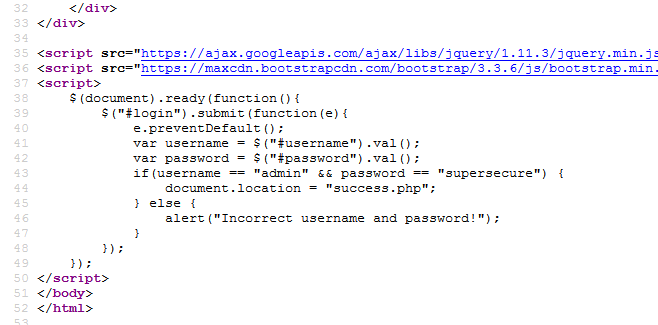 32     </div>
33 </div>
34
35 <script src="https://ajax.googleapis.com/ajax/libs/jquery/1.11.3/jquery.min.js
36 <script src="https://maxcdn.bootstrapcdn.com/bootstrap/3.3.6/js/bootstrap.min.
37 <script>
38     $(document).ready(function(){
39         $("#login").submit(function(e){
40             e.preventDefault();
41             var username = $("#username").val();
42             var password = $("#password").val();
43             if(username == "admin" && password == "supersecure") {
44                 document.location = "success.php";
45             } else {
46                 alert("Incorrect username and password!");
47             }
48         });
49     });
50 </script>
51 </body>
52 </html>
53